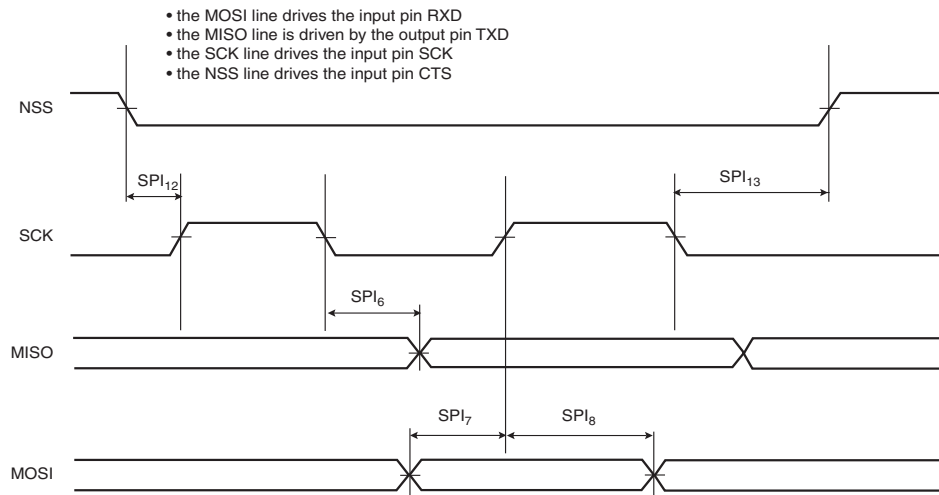 • the MOSI line drives the input pin RXD
• the MISO line is driven by the output pin TXD
• the SCK line drives the input pin SCK
• the NSS line drives the input pin CTS
NSS
SPI12
SPI13
SCK
SPI6
MISO
SPI7
SPI8
MOSI